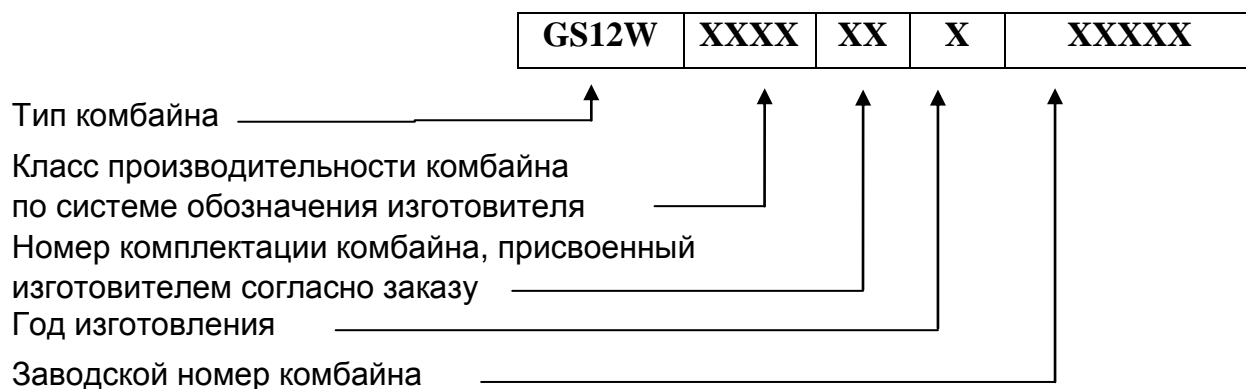 GS12W XXXX XX X XXXXX
Тип комбайна
Класс производительности комбайна
по системе обозначения изготовителя
Номер комплектации комбайна, присвоенный
изготовителем согласно заказу
Год изготовления
Заводской номер комбайна